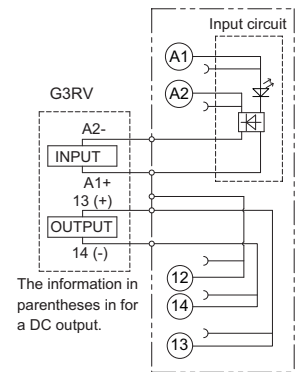 Input circuit
A1
G3RV
A2
A2-
INPUT
A1+
13 (+)
OUTPUT
14 (-)
The information in
parentheses in for
a DC output.
12
14
13